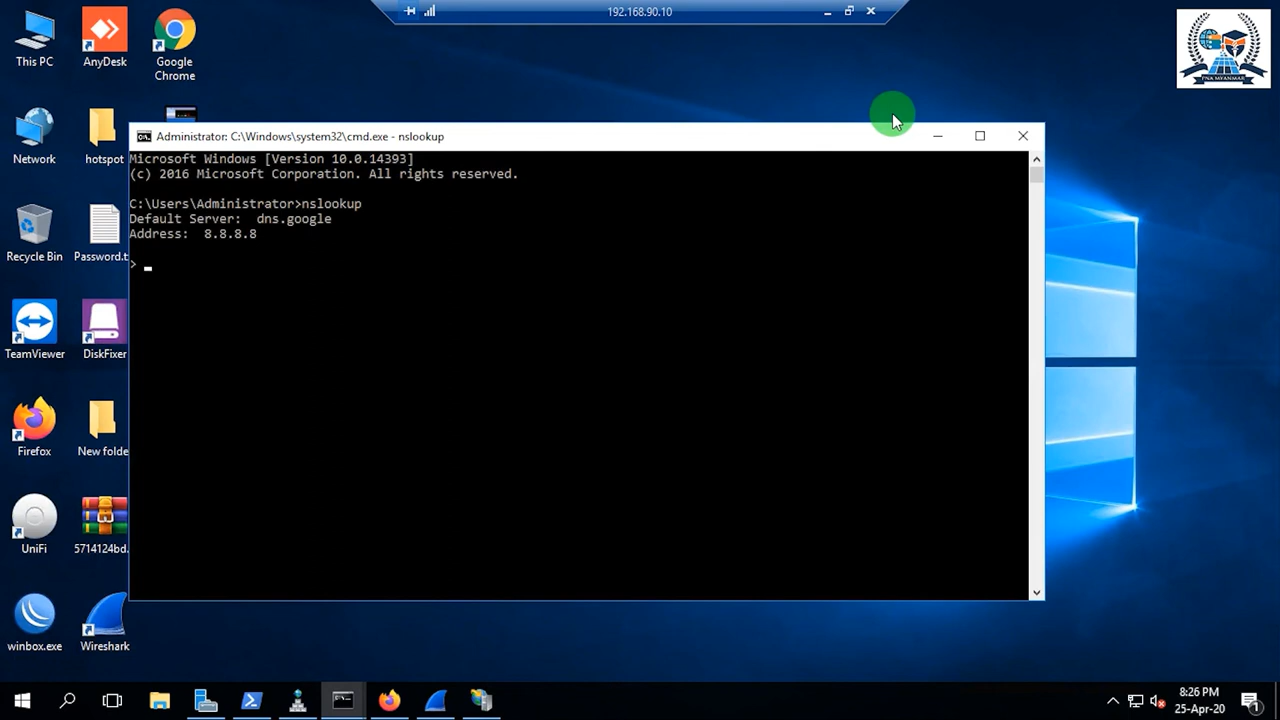 192.168.90.10
This PC
AnyDesk
Google
Chrome
PNA MYANMAR
Network
hotspot
Recycle Bin
Password.t
TeamViewer
DiskFixer
Firefox
New folde
UniFi
5714124bd.
winbox.exe
Wireshark
Administrator: C:\Windows\system32\cmd.exe - nslookup
Microsoft Windows [Version 10.0.14393]
(c) 2016 Microsoft Corporation. All rights reserved.
C:\Users\Administrator>nslookup
Default Server:  dns.google
Address:  8.8.8.8
>
8:26 PM
25-Apr-20
1